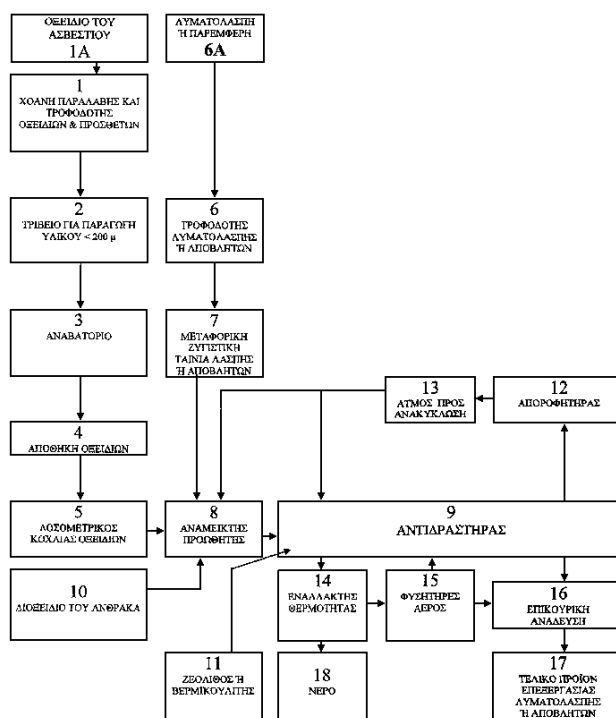 ΟΞΕΙΔΙΟ ΤΟΥ
ΑΣΒΕΣΤΙΟΥ
1Α
ΛΥΜΑΤΟΛΑΣΠΗ
Ή ΠΑΡΕΜΦΕΡΗ
6Α
1
ΧΟΑΝΗ ΠΑΡΑΛΑΒΗΣ ΚΑΙ
ΤΡΟΦΟΔΟΤΗΣ
ΟΞΕΙΔΙΩΝ & ΠΡΟΣΘΕΤΩΝ
2
ΤΡΙΒΕΙΟ ΓΙΑ ΠΑΡΑΓΩΓΗ
ΥΛΙΚΟΥ < 200 μ
6
ΤΡΟΦΟΔΟΤΗΣ
ΛΥΜΑΤΟΛΑΣΠΗΣ
Ή ΑΠΟΒΛΗΤΩΝ
3
ΑΝΑΒΑΤΟΡΙΟ
7
ΜΕΤΑΦΟΡΙΚΗ
ΖΥΓΙΣΤΙΚΗ
ΤΑΙΝΙΑ ΛΑΣΠΗΣ
Ή ΑΠΟΒΛΗΤΩΝ
13
ΑΤΜΟΣ ΠΡΟΣ
ΑΝΑΚΥΚΛΩΣΗ
12
ΑΠΟΡΟΦΗΤΗΡΑΣ
4
ΑΠΟΘΗΚΗ ΟΞΕΙΔΙΩΝ
5
ΔΟΣΟΜΕΤΡΙΚΟΣ
ΚΟΧΛΙΑΣ ΟΞΕΙΔΙΩΝ
8
ΑΝΑΜΕΙΚΤΗΣ
ΠΡΟΩΘΗΤΗΣ
9
ΑΝΤΙΔΡΑΣΤΗΡΑΣ
10
ΔΙΟΞΕΙΔΙΟ ΤΟΥ ΑΝΘΡΑΚΑ
14
ΕΝΑΛΛΑΚΤΗΣ
ΘΕΡΜΟΤΗΤΑΣ
15
ΦΥΣΗΤΗΡΕΣ
ΑΕΡΟΣ
16
ΕΠΙΚΟΥΡΙΚΗ
ΑΝΑΔΕΥΣΗ
11
ΖΕΟΛΙΘΟΣ Ή
ΒΕΡΜΙΚΟΥΛΙΤΗΣ
18
ΝΕΡΟ
17
ΤΕΛΙΚΟ ΠΡΟΪΟΝ
ΕΠΕΞΕΡΓΑΣΙΑΣ
ΛΥΜΑΤΟΛΑΣΠΗΣ
Ή ΑΠΟΒΛΗΤΩΝ